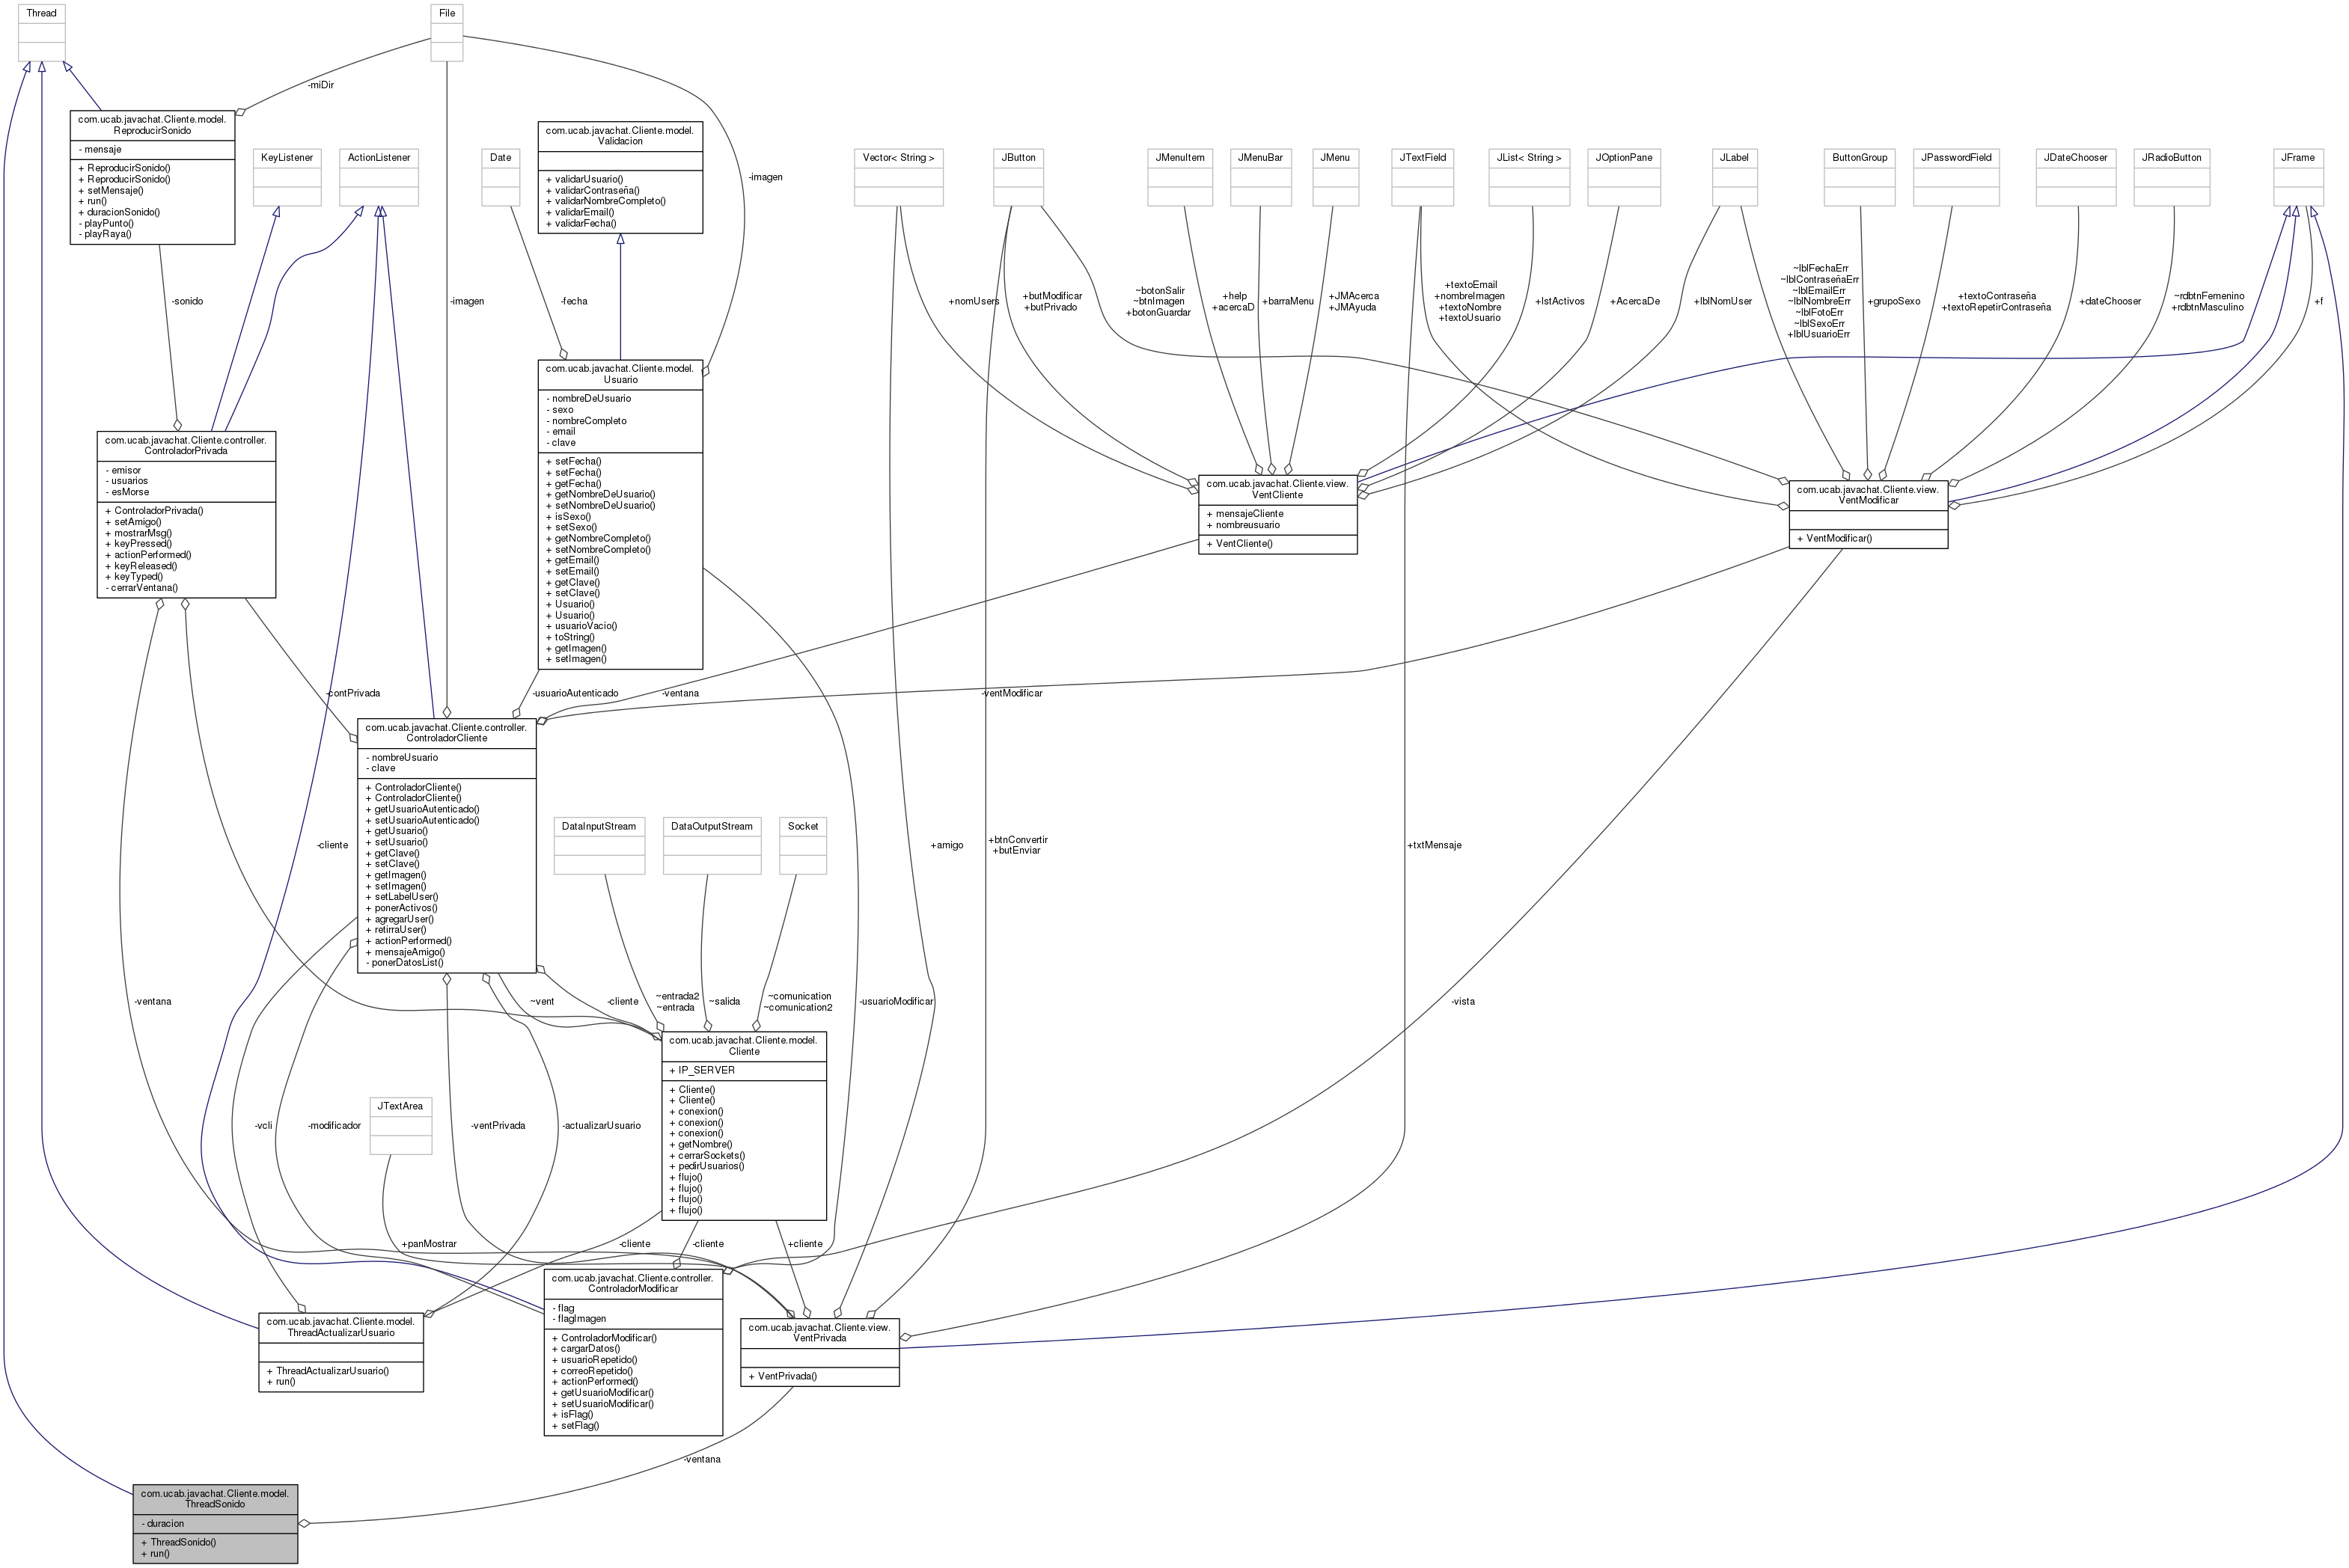 Thread
File
-miDir
com.ucab.javachat.Cliente.model.
ReproducirSonido
- mensaje
+ ReproducirSonido()
+ ReproducirSonido()
+ setMensaje()
+ run()
+ duracionSonido()
- playPunto()
- playRaya()
KeyListener
ActionListener
Date
com.ucab.javachat.Cliente.model.
Validacion
+ validarUsuario()
+ validarContraseña()
+ validarNombreCompleto()
+ validarEmail()
+ validarFecha()
-imagen
Vector< String >
JButton
JMenuItem
JMenuBar
JMenu
JTextField
JList< String >
JOptionPane
JLabel
ButtonGroup
JPasswordField
JDateChooser
JRadioButton
JFrame
-sonido
-imagen
-fecha
+nomUsers
+butModificar
+butPrivado
~botonSalir
~btnImagen
+botonGuardar
+help
+acercaD
+barraMenu
+JMAcerca
+JMAyuda
+textoEmail
+nombreImagen
+textoNombre
+textoUsuario
+lstActivos
+AcercaDe
+lblNomUser
~lblFechaErr
~lblContraseñaErr
~lblEmailErr
~lblNombreErr
~lblFotoErr
~lblSexoErr
+lblUsuarioErr
+grupoSexo
+textoContraseña
+textoRepetirContraseña
+dateChooser
~rdbtnFemenino
+rdbtnMasculino
+f
com.ucab.javachat.Cliente.model.
Usuario
- nombreDeUsuario
- sexo
- nombreCompleto
- email
- clave
+ setFecha()
+ setFecha()
+ getFecha()
+ getNombreDeUsuario()
+ setNombreDeUsuario()
+ isSexo()
+ setSexo()
+ getNombreCompleto()
+ setNombreCompleto()
+ getEmail()
+ setEmail()
+ getClave()
+ setClave()
+ Usuario()
+ Usuario()
+ usuarioVacio()
+ toString()
+ getImagen()
+ setImagen()
com.ucab.javachat.Cliente.controller.
ControladorPrivada
- emisor
- usuarios
- esMorse
+ ControladorPrivada()
+ setAmigo()
+ mostrarMsg()
+ keyPressed()
+ actionPerformed()
+ keyReleased()
+ keyTyped()
- cerrarVentana()
com.ucab.javachat.Cliente.view.
VentCliente
+ mensajeCliente
+ nombreusuario
+ VentCliente()
com.ucab.javachat.Cliente.view.
VentModificar
+ VentModificar()
-contPrivada
-usuarioAutenticado
-ventana
-ventModificar
com.ucab.javachat.Cliente.controller.
ControladorCliente
- nombreUsuario
- clave
+ ControladorCliente()
+ ControladorCliente()
+ getUsuarioAutenticado()
+ setUsuarioAutenticado()
+ getUsuario()
+ setUsuario()
+ getClave()
+ setClave()
+ getImagen()
+ setImagen()
+ setLabelUser()
+ ponerActivos()
+ agregarUser()
+ retirraUser()
+ actionPerformed()
+ mensajeAmigo()
- ponerDatosList()
DataInputStream
DataOutputStream
Socket
-cliente
+amigo
+btnConvertir
+butEnviar
+txtMensaje
-ventana
~vent
-cliente
~entrada2
~entrada
~salida
~comunication
~comunication2
-usuarioModificar
-vista
com.ucab.javachat.Cliente.model.
Cliente
+ IP_SERVER
+ Cliente()
+ Cliente()
+ conexion()
+ conexion()
+ conexion()
+ getNombre()
+ cerrarSockets()
+ pedirUsuarios()
+ flujo()
+ flujo()
+ flujo()
+ flujo()
JTextArea
-vcli
-modificador
-ventPrivada
-actualizarUsuario
+panMostrar
-cliente
-cliente
+cliente
com.ucab.javachat.Cliente.model.
ThreadActualizarUsuario
+ ThreadActualizarUsuario()
+ run()
com.ucab.javachat.Cliente.controller.
ControladorModificar
- flag
- flagImagen
+ ControladorModificar()
+ cargarDatos()
+ usuarioRepetido()
+ correoRepetido()
+ actionPerformed()
+ getUsuarioModificar()
+ setUsuarioModificar()
+ isFlag()
+ setFlag()
com.ucab.javachat.Cliente.view.
VentPrivada
+ VentPrivada()
-ventana
com.ucab.javachat.Cliente.model.
ThreadSonido
- duracion
+ ThreadSonido()
+ run()